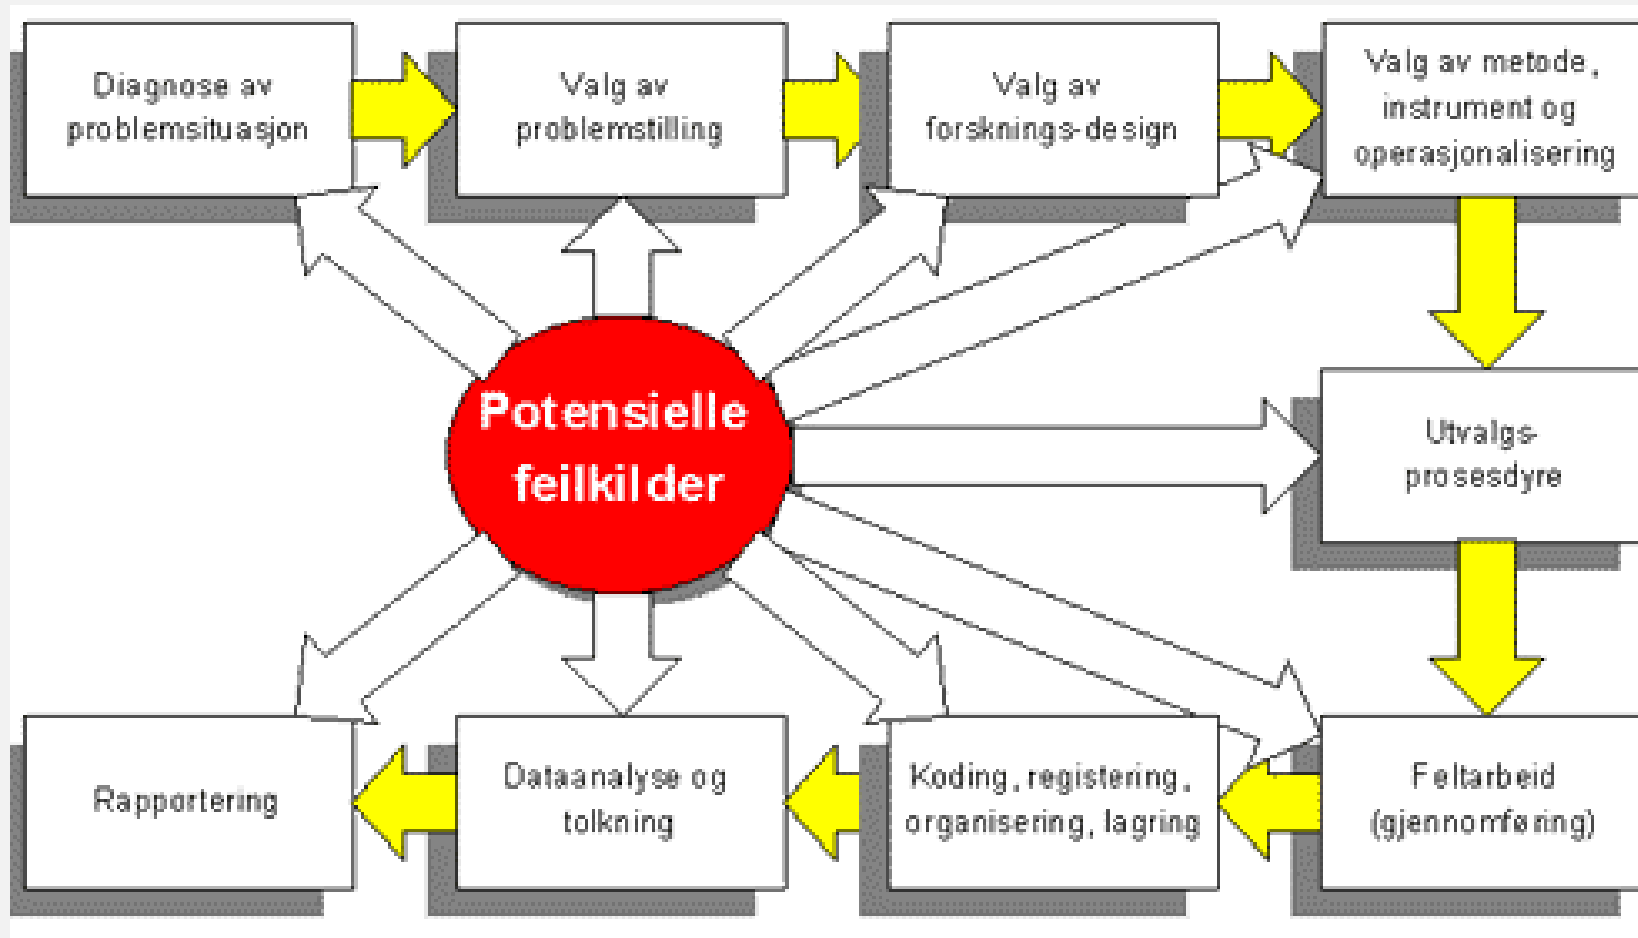 Diagnose av
problemsituasjon
Valg av
problemstilling
Valg av
forsknings-design
Valg av metode,
instrument og
operasjonalisering
Potensielle
feilkilder
Utvalgs-
prosesdyre
Rapportering
Dataanalyse og
tolkning
Koding, registering,
organisering, lagring
Feltarbeid
(gjennomføring)